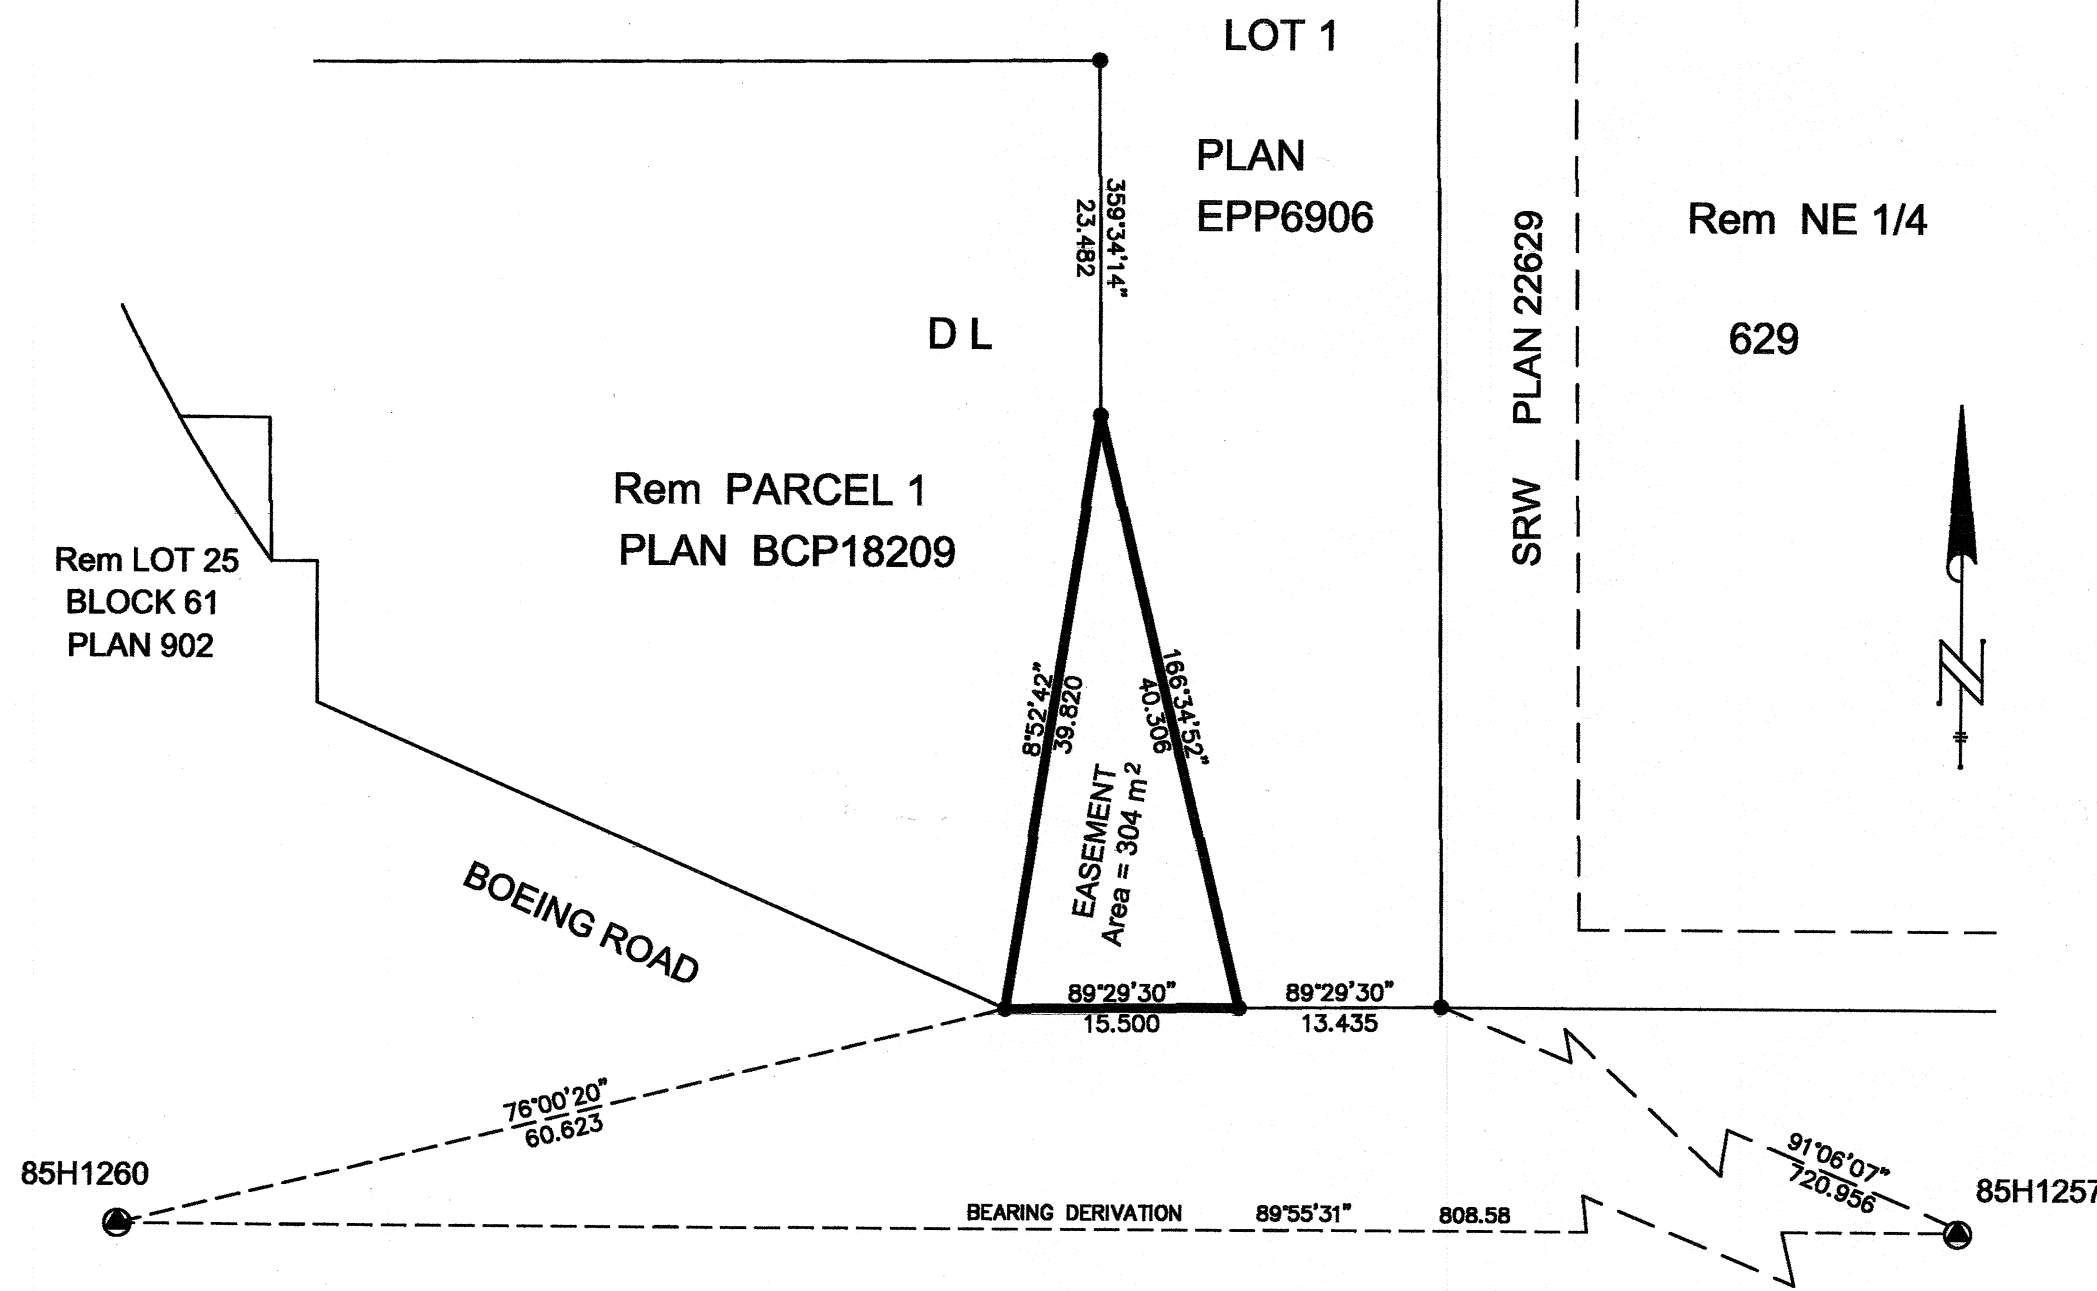 LOT 1
PLAN
EPP6906
359°34'14"
23.482
SRW PLAN 22629
Rem NE 1/4
629
D L
Rem PARCEL 1
PLAN BCP18209
Rem LOT 25
BLOCK 61
PLAN 902
8°52'42"
39.820
166°34'52"
40.306
EASEMENT
Area = 304 m²
N
BOEING ROAD
89°29'30"
15.500
89°29'30"
13.435
76°00'20"
60.623
91°06'07"
720.956
85H1260
85H1257
BEARING DERIVATION 89°55'31" 808.58